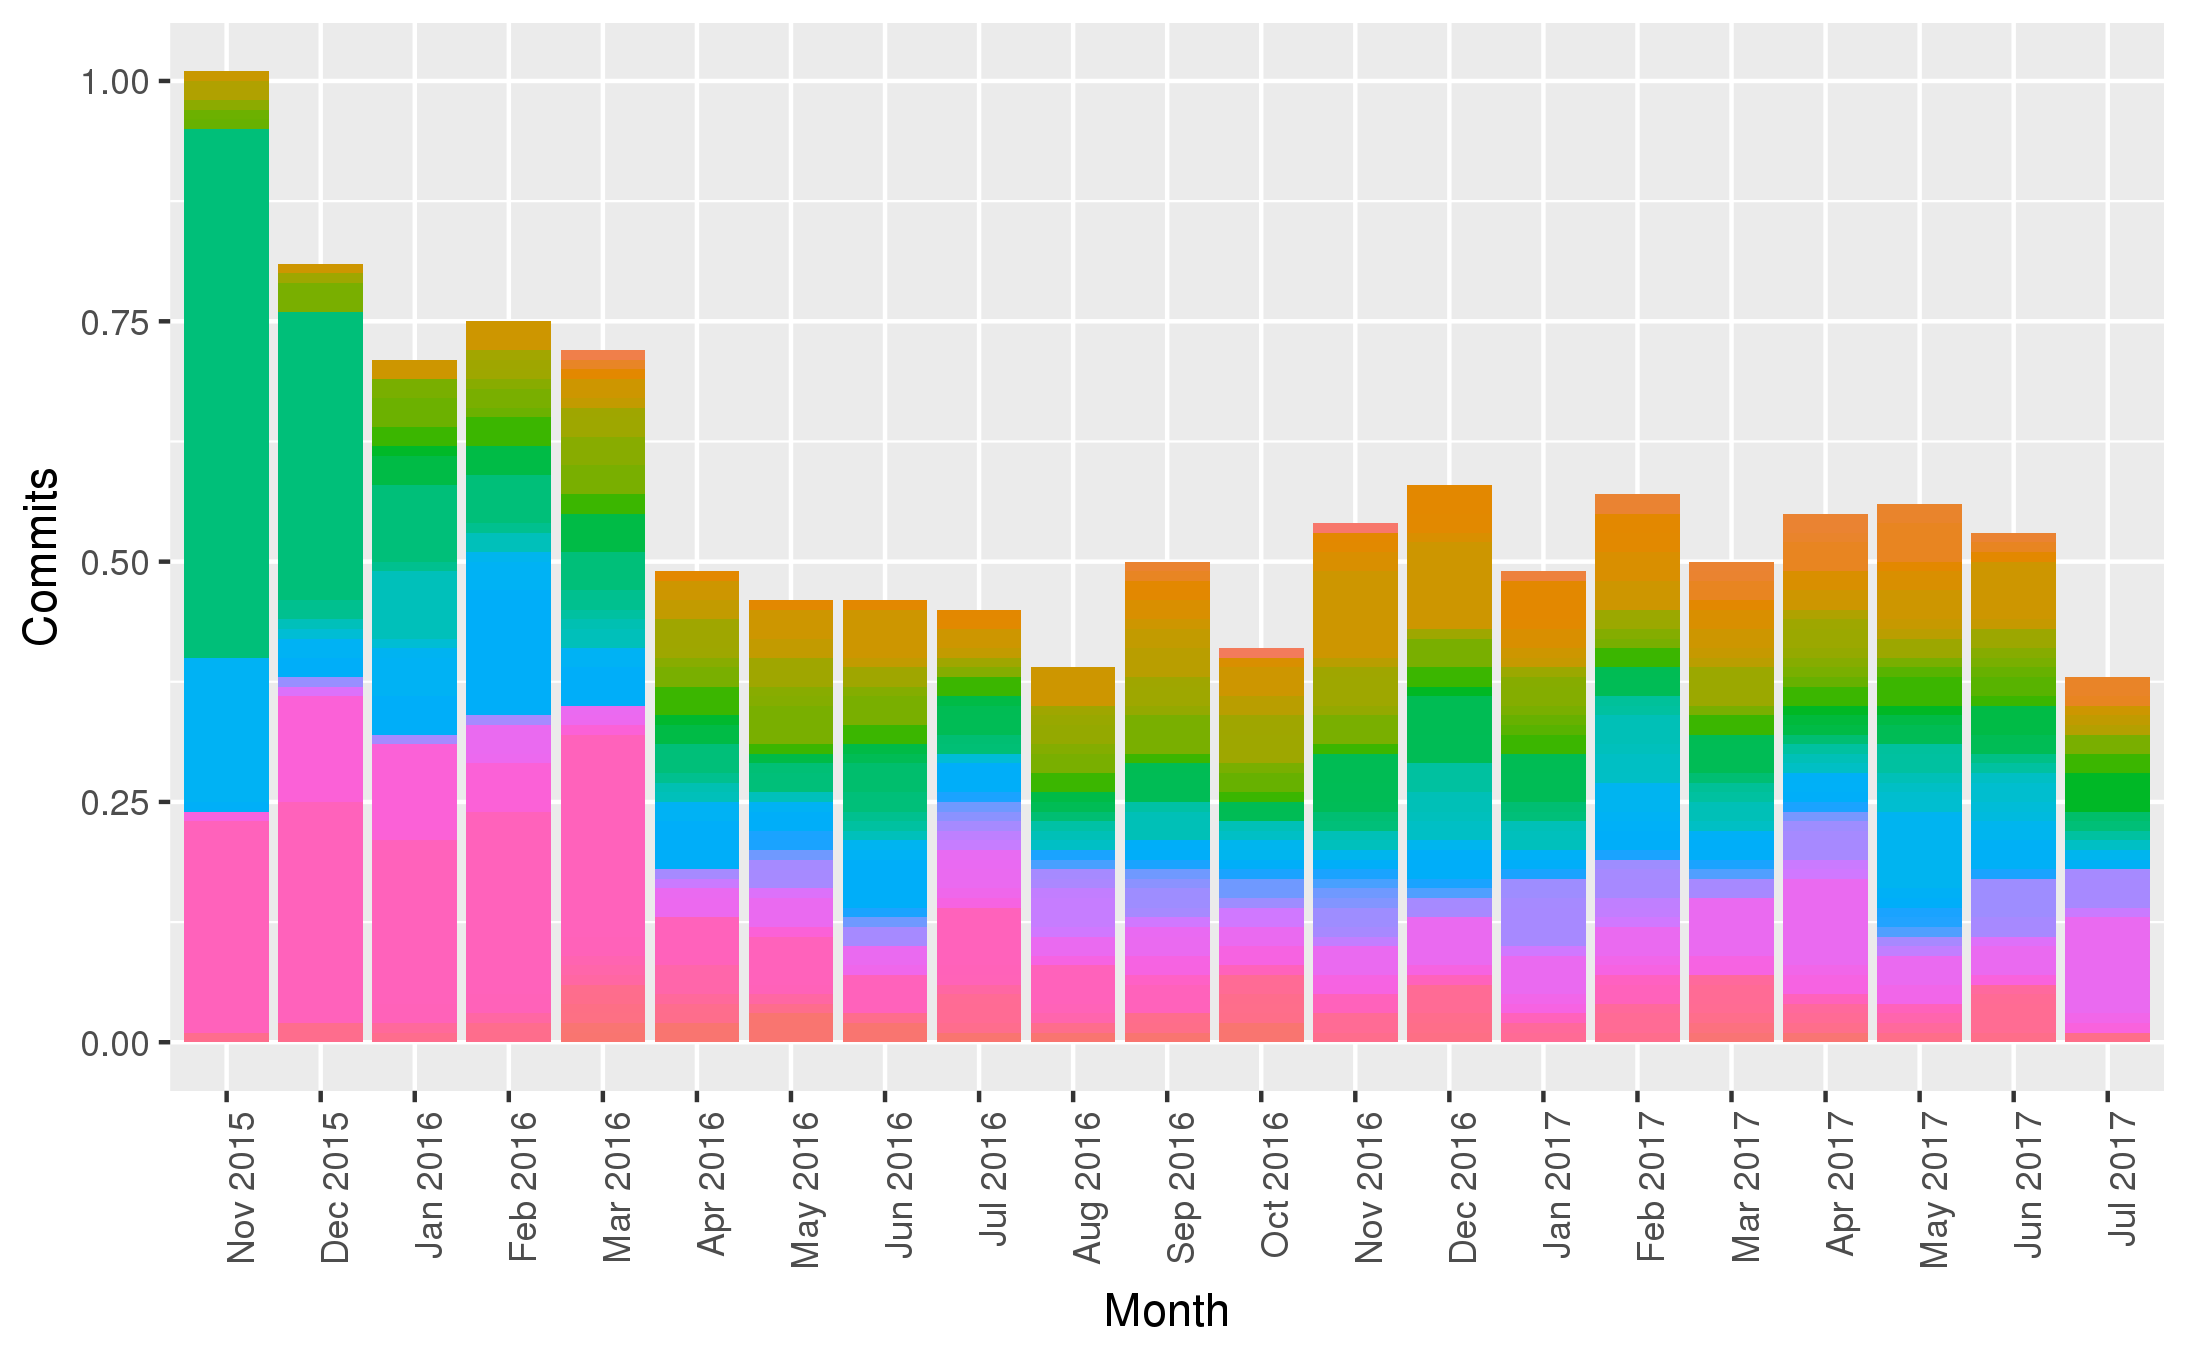 Commits
1.00
0.75
0.50
0.25
0.00
Nov 2015
Dec 2015
Jan 2016
Feb 2016
Mar 2016
Apr 2016
May 2016
Jun 2016
Jul 2016
Aug 2016
Sep 2016
Oct 2016
Nov 2016
Dec 2016
Jan 2017
Feb 2017
Mar 2017
Apr 2017
May 2017
Jun 2017
Jul 2017
Month